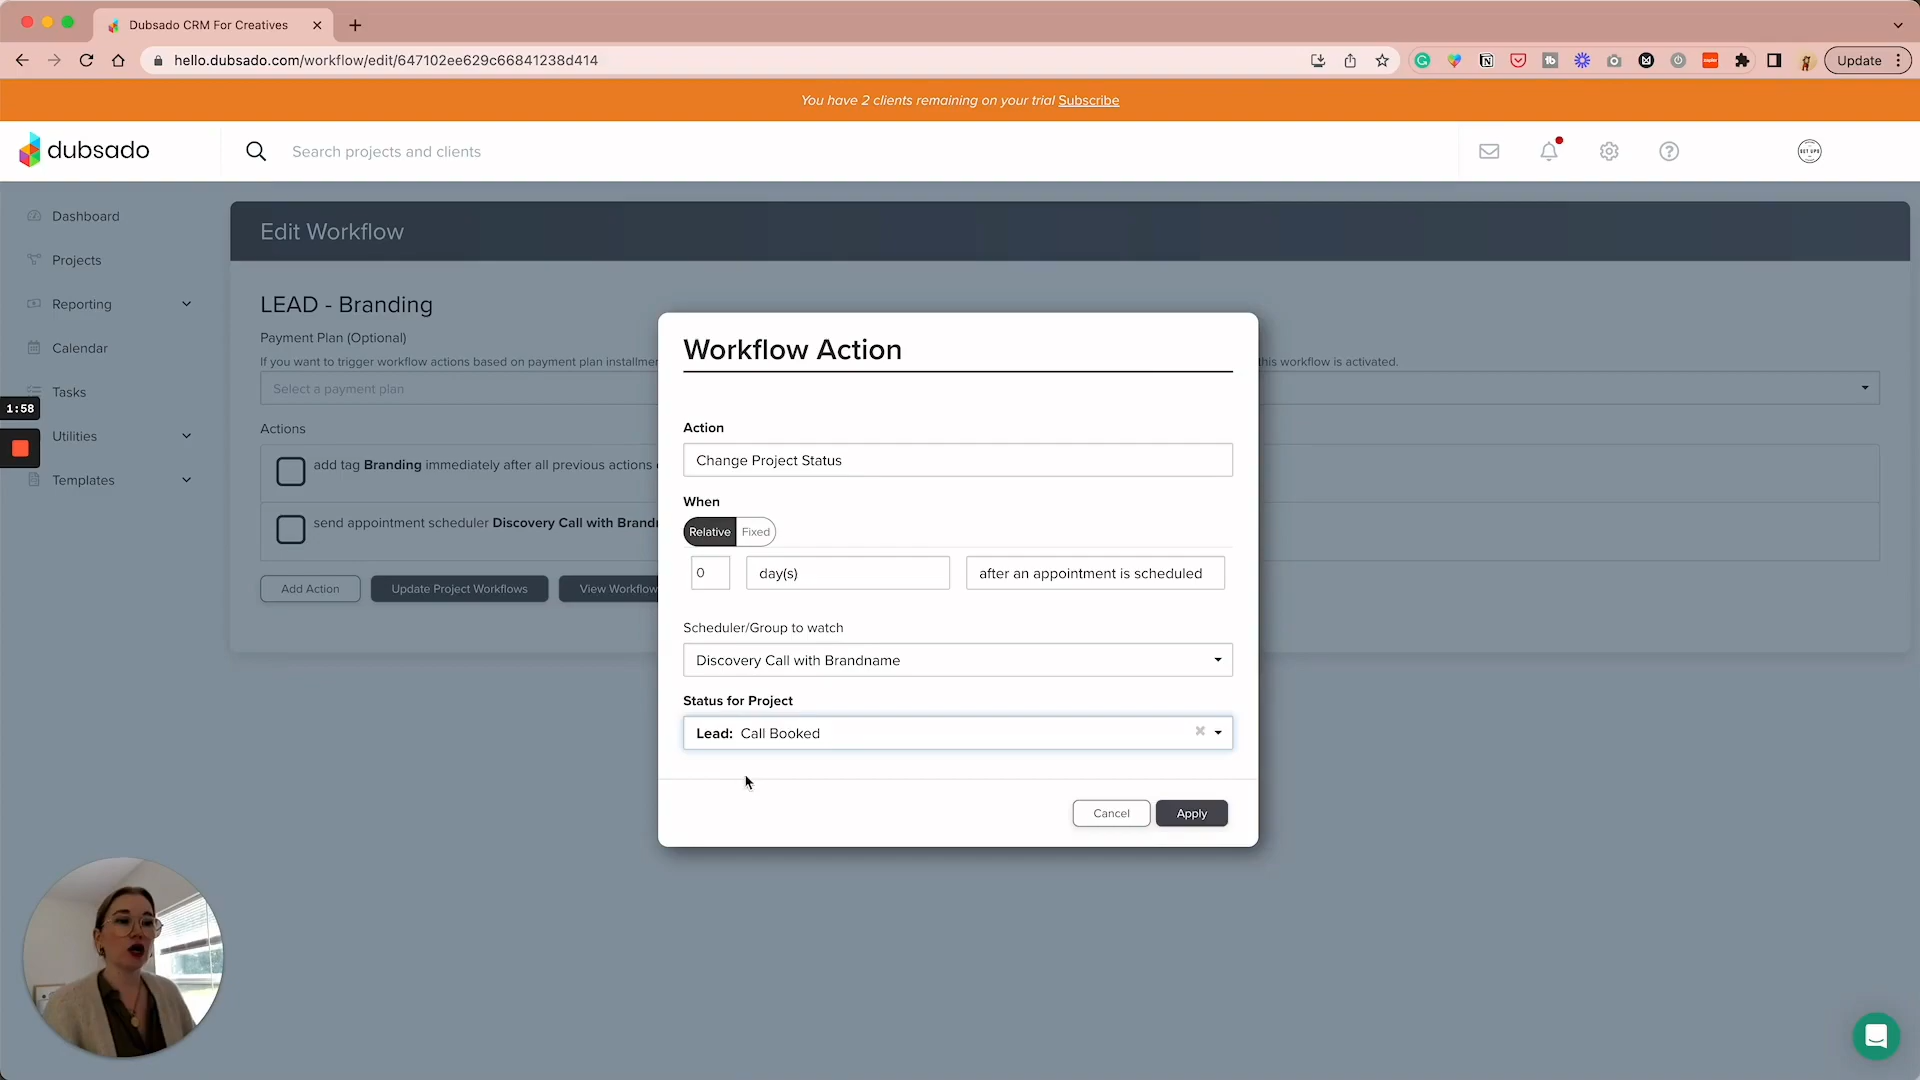 Dubsado CRM For Creatives
hello.dubsado.com/workflow/edit/647102ee629c66841238d414
Update
You have 2 clients remaining on your trial Subscribe
dubsado
Search projects and clients
Dashboard
Projects
Reporting
Calendar
Tasks
1:58
Utilities
Templates
Edit Workflow
LEAD - Branding
Payment Plan (Optional)
If you want to trigger workflow actions based on payment plan installmen
this workflow is activated.
Select a payment plan
Actions
add tag Branding immediately after all previous actions
send appointment scheduler Discovery Call with Brandn
Add Action
Update Project Workflows
View Workflow
Workflow Action
Action
Change Project Status
When
Relative
Fixed
0
day(s)
after an appointment is scheduled
Scheduler/Group to watch
Discovery Call with Brandname
Status for Project
Lead: Call Booked
Cancel
Apply